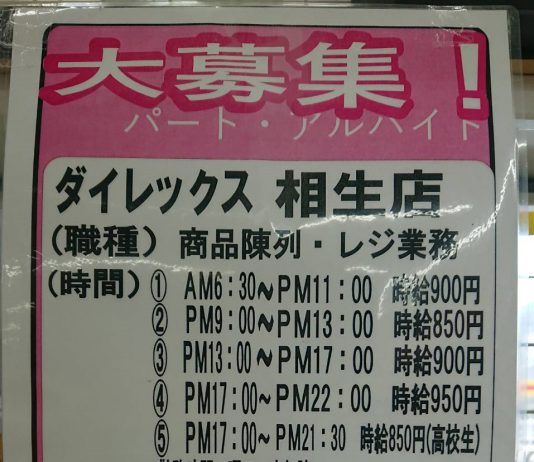 大募集！
パート・アルバイト
ダイレックス 相生店
(職種) 商品陳列・レジ業務
(時間) ① AM6:30～PM11:00 時給900円
② PM9:00～PM13:00 時給850円
③ PM13:00～PM17:00 時給900円
④ PM17:00～PM22:00 時給950円
⑤ PM17:00～PM21:30 時給850円(高校生)